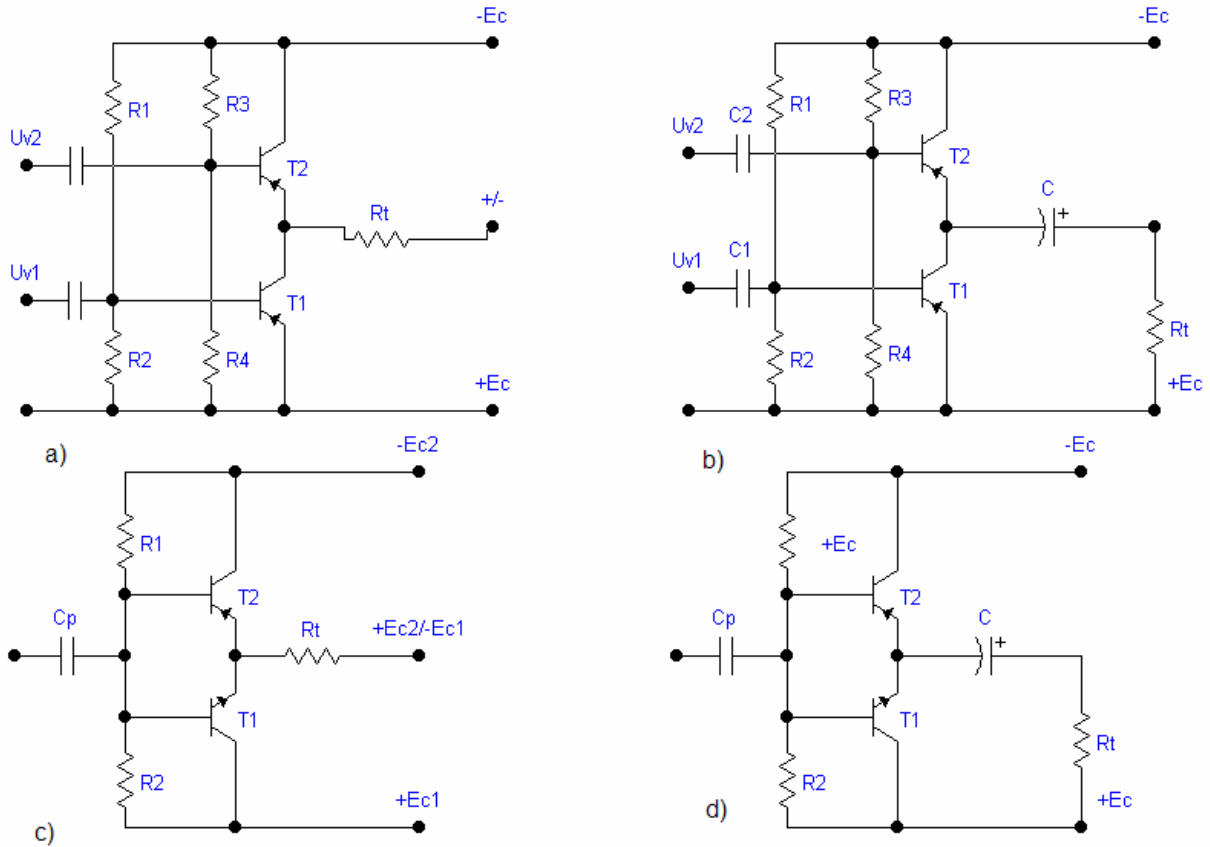 -Ec
R1
R3
Uv2
T2
Rt
+/-
Uv1
T1
R2
R4
+Ec
a)
-Ec
R1
R3
C2
Uv2
T2
C
+
C1
Uv1
T1
R2
R4
Rt
+Ec
b)
-Ec2
R1
T2
Cp
Rt
+Ec2/-Ec1
T1
R2
+Ec1
c)
-Ec
+Ec
T2
Cp
C
+
T1
R2
Rt
+Ec
d)